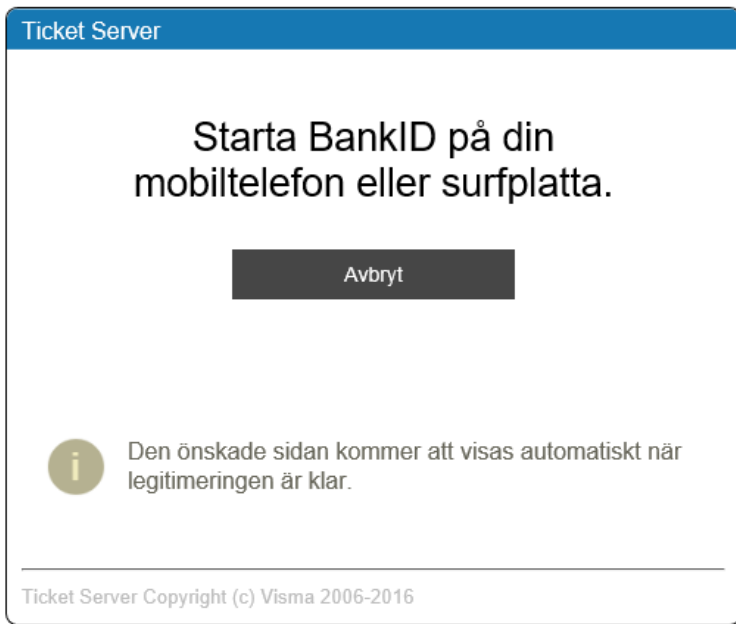 Ticket Server
Starta BankID på din
mobiltelefon eller surfplatta.
Avbryt
i
Den önskade sidan kommer att visas automatiskt när
legitimeringen är klar.
Ticket Server Copyright (c) Visma 2006-2016